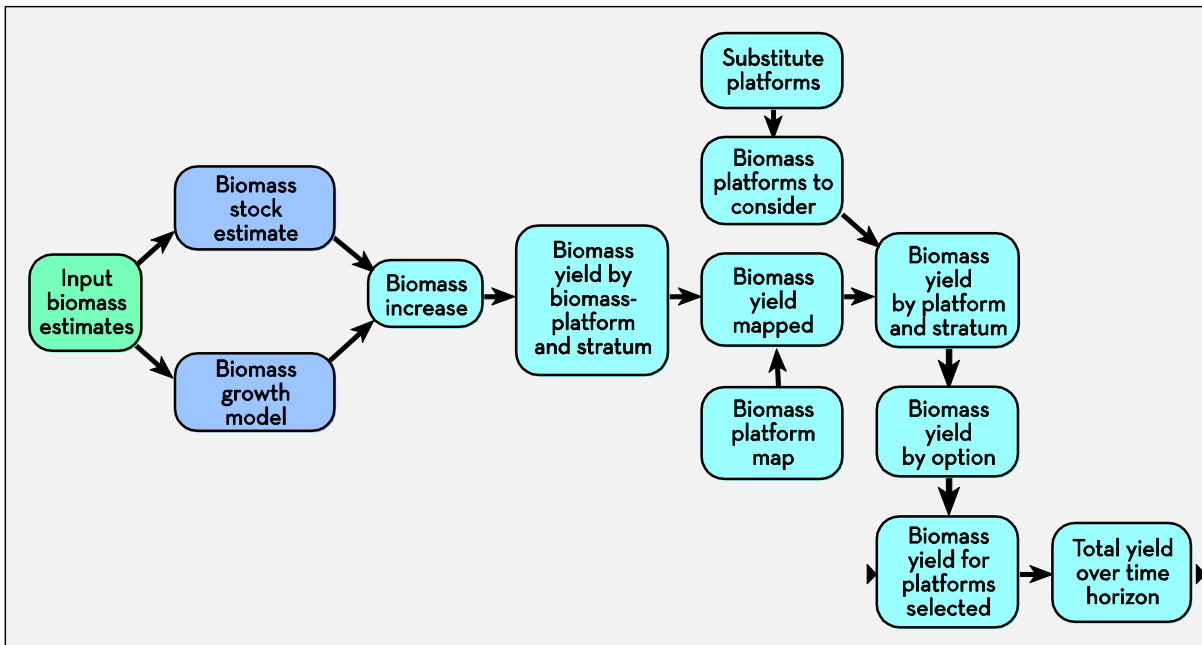 Substitute
platforms
Biomass
platforms to
consider
Biomass
stock
estimate
Input
biomass
estimates
Biomass
growth
model
Biomass
increase
Biomass
yield by
biomass-
platform
and stratum
Biomass
yield
mapped
Biomass
platform
map
Biomass
yield
by platform
and stratum
Biomass
yield
by option
Biomass
yield for
platforms
selected
Total yield
over time
horizon